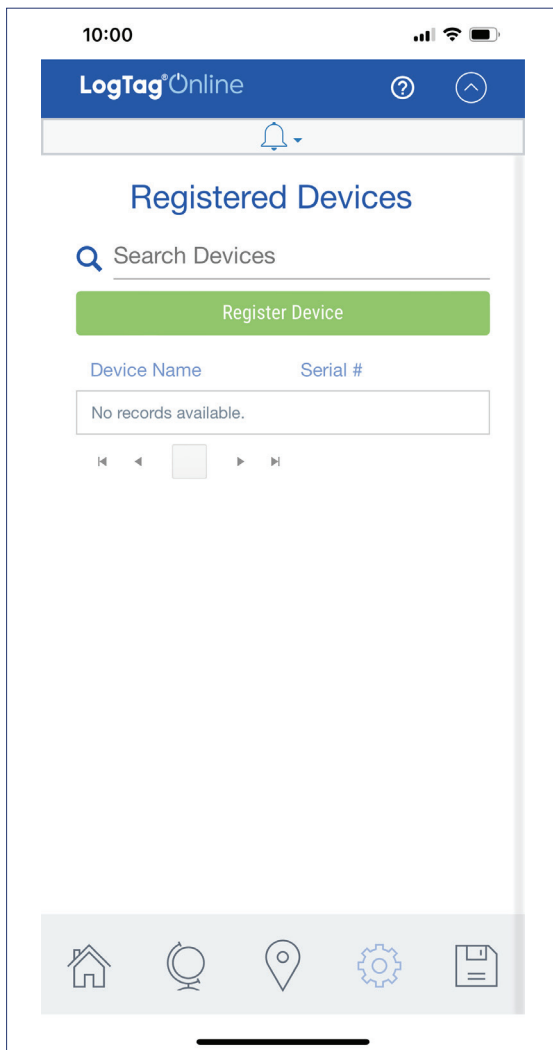 10:00
LogTag® Online
Registered Devices
Search Devices
Register Device
Device Name Serial #
No records available.